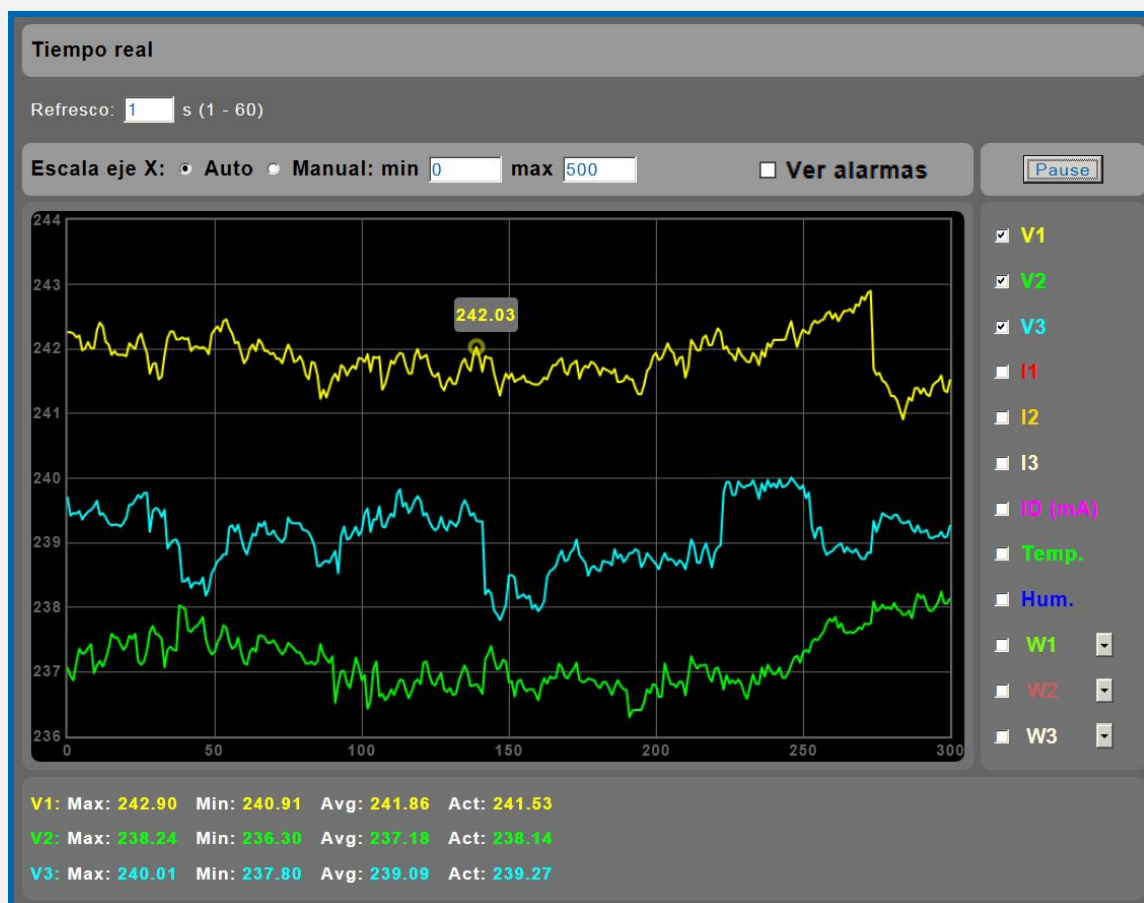 Tiempo real
Refresco: 1 s (1 - 60)
Escala eje X: Auto Manual: min 0 max 500 Ver alarmas Pause
244
243
242
241
240
239
238
237
236
242.03
0 50 100 150 200 250 300
V1
V2
V3
I1
I2
I3
ID (mA)
Temp.
Hum.
W1
W2
W3
V1: Max: 242.90 Min: 240.91 Avg: 241.86 Act: 241.53
V2: Max: 238.24 Min: 236.30 Avg: 237.18 Act: 238.14
V3: Max: 240.01 Min: 237.80 Avg: 239.09 Act: 239.27